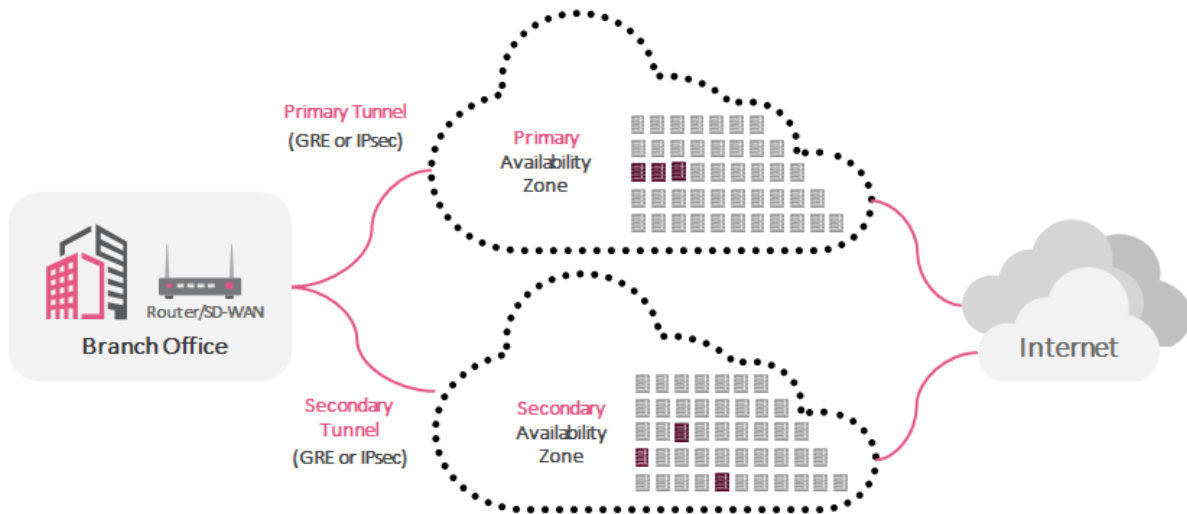 Primary Tunnel
(GRE or IPsec)
Primary
Availability
Zone
Router/SD-WAN
Branch Office
Internet
Secondary
Tunnel
(GRE or IPsec)
Secondary
Availability
Zone